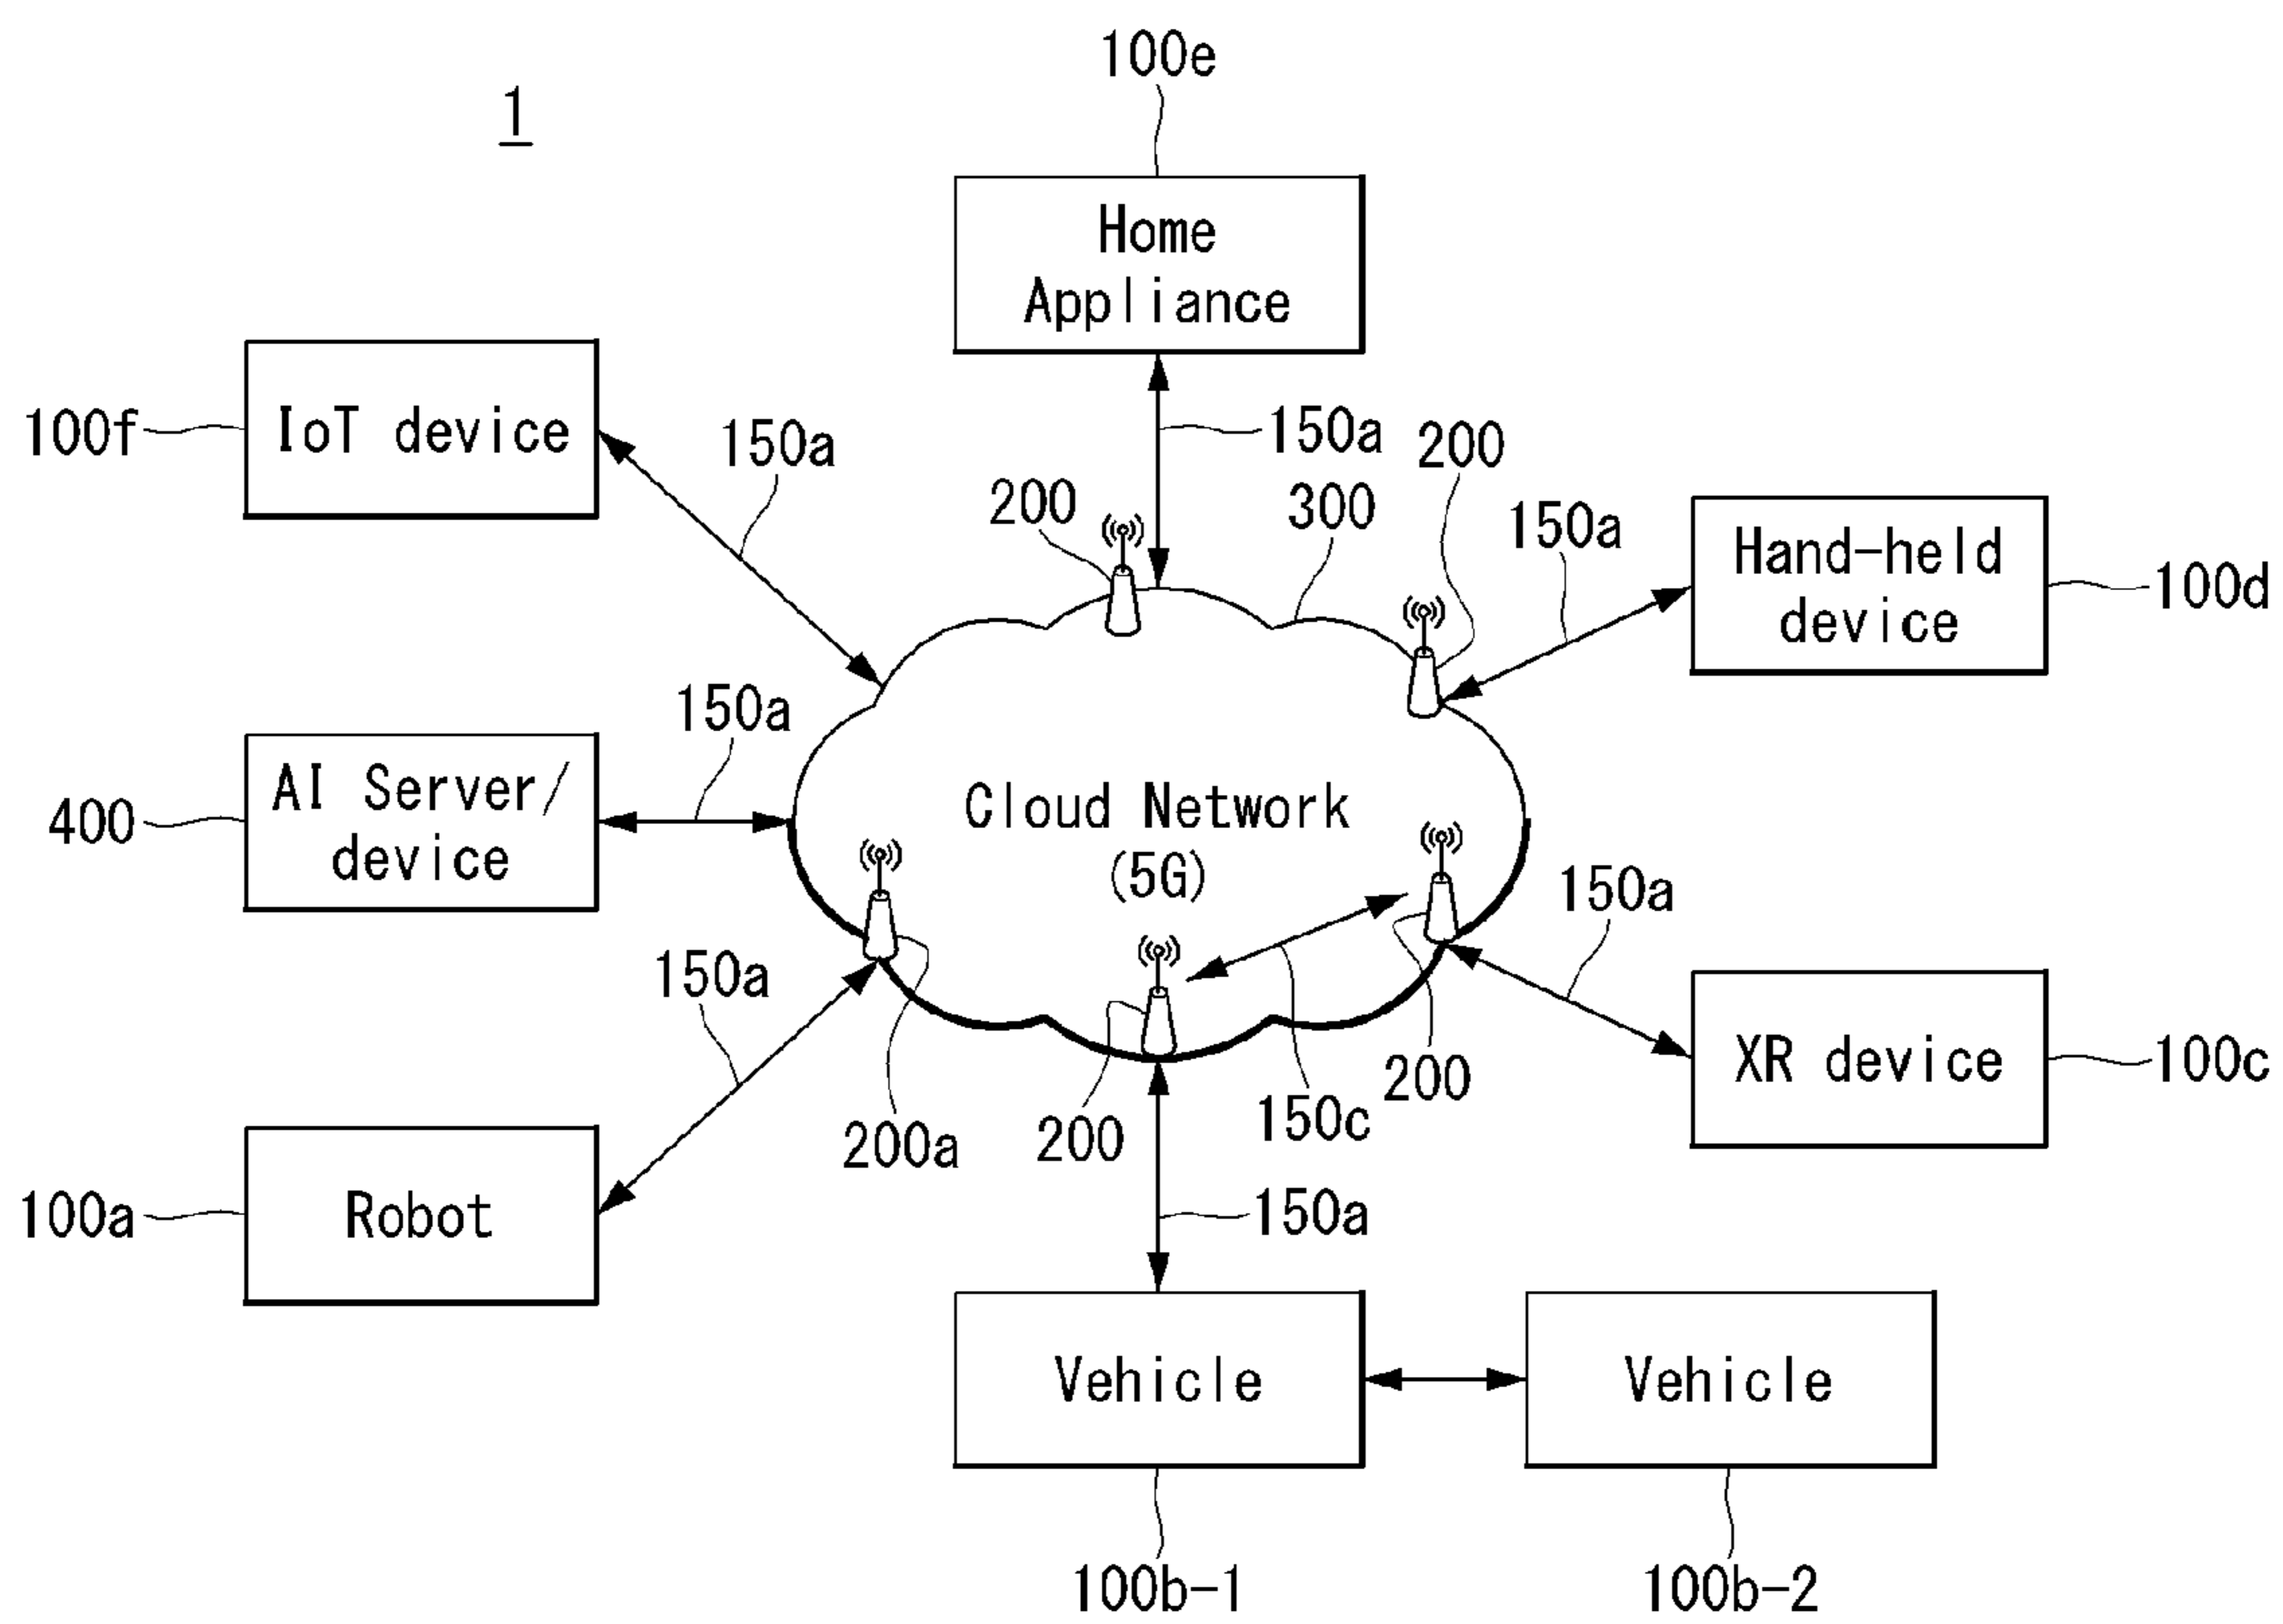 100e
1
Home
Appliance
IoT device
100f
150a
150a
200
200
300
150a
Hand-held
device
100d
150a
AI Server/
device
400
Cloud Network
(5G)
150a
150a
XR device
100c
200
150c
200a
200
100a
Robot
150a
Vehicle
Vehicle
100b-1
100b-2